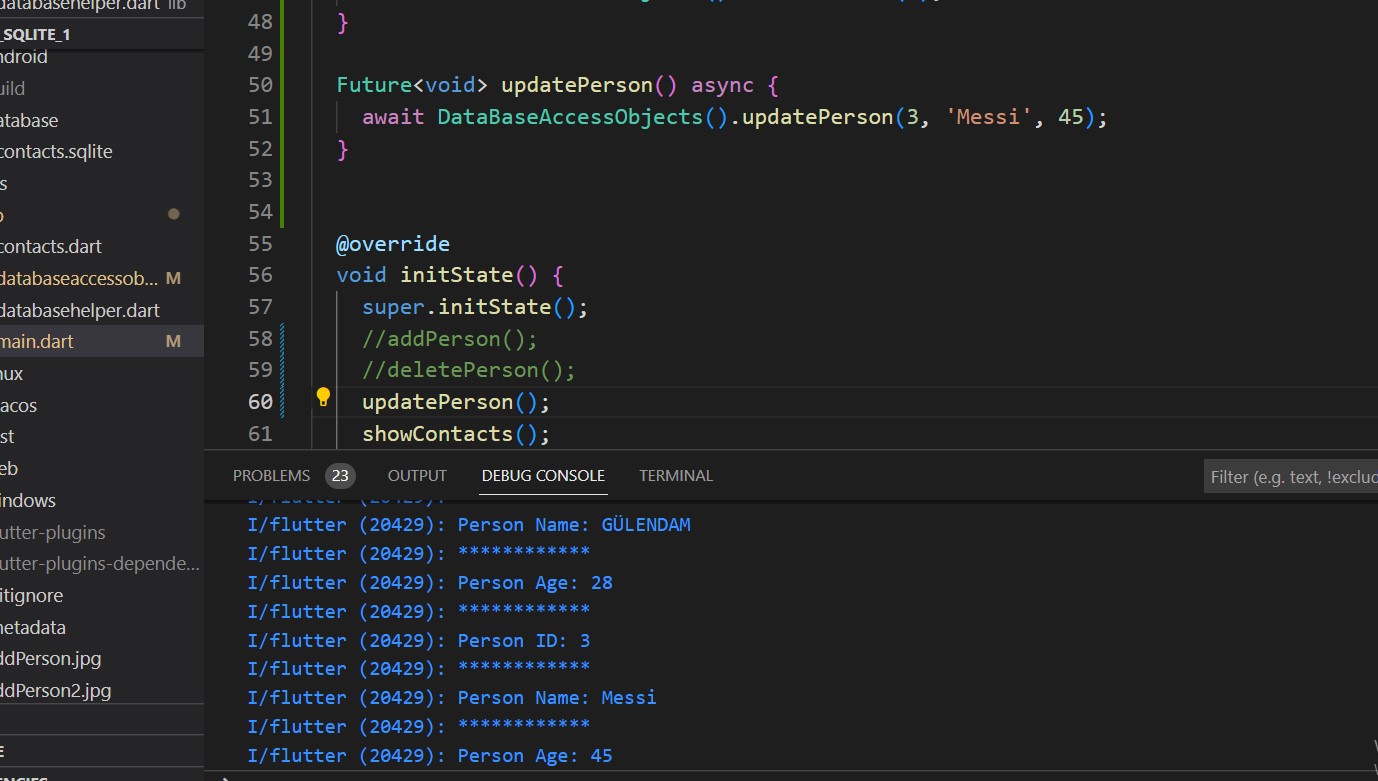 databasehelper.dart lib
_SQLITE_1
ndroid
uild
atabase
contacts.sqlite
s
b
contacts.dart
databaseaccessob... M
databasehelper.dart
main.dart M
nux
acos
st
eb
indows
utter-plugins
utter-plugins-depende...
itignore
netadata
ddPerson.jpg
ddPerson2.jpg
E
48 }
49
50 Future<void> updatePerson() async {
51 await DataBaseAccessObjects().updatePerson(3, 'Messi', 45);
52 }
53
54
55 @override
56 void initState() {
57 super.initState();
58 //addPerson();
59 //deletePerson();
60 updatePerson();
61 showContacts();
PROBLEMS 23 OUTPUT DEBUG CONSOLE TERMINAL Filter (e.g. text, !exclud
I/flutter (20429):
I/flutter (20429): Person Name: GÜLENDAM
I/flutter (20429): ************
I/flutter (20429): Person Age: 28
I/flutter (20429): ************
I/flutter (20429): Person ID: 3
I/flutter (20429): ************
I/flutter (20429): Person Name: Messi
I/flutter (20429): ************
I/flutter (20429): Person Age: 45